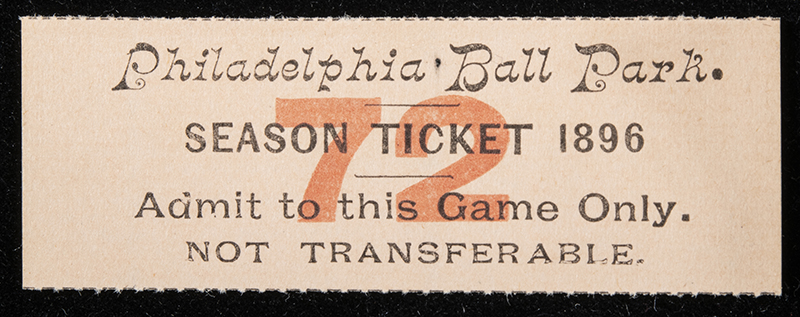 Philadelphia Ball Park.
72
SEASON TICKET 1896
Admit to this Game Only.
NOT TRANSFERABLE.